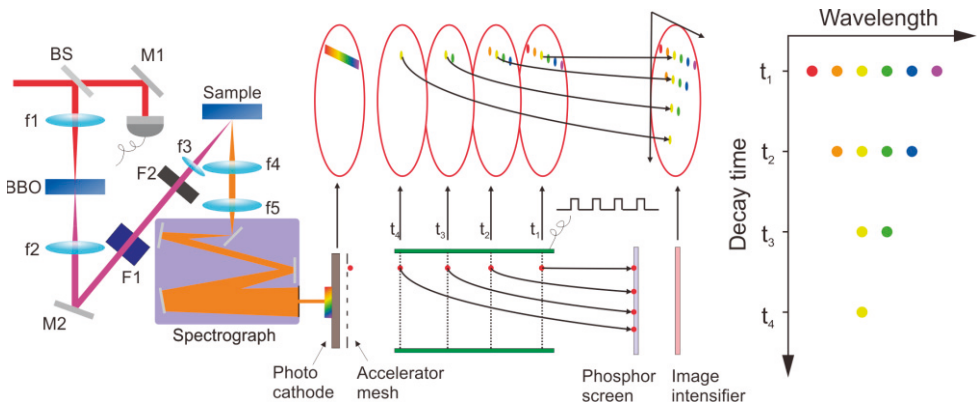 BS
M1
f1
BBO
f2
M2
F1
F2
f3
Sample
f4
f5
Spectrograph
Photo
cathode
Accelerator
mesh
t4
t3
t2
t1
Phosphor
screen
Image
intensifier
Wavelength
Decay time
t1
t2
t3
t4